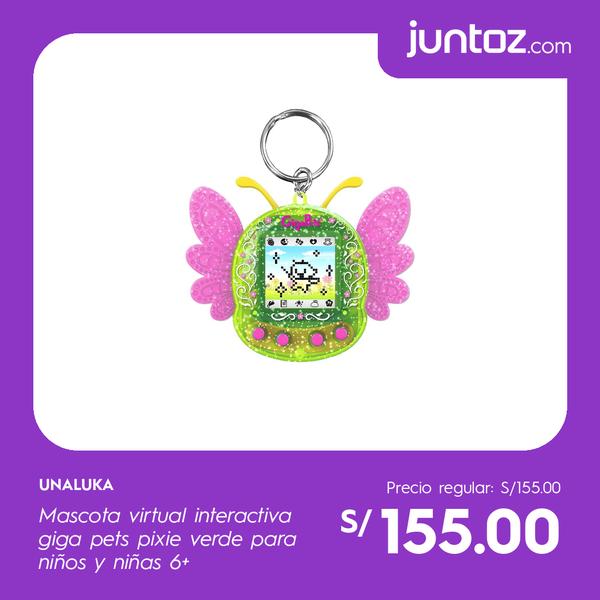 juntoz.com
GigaPets
UNALUKA
Mascota virtual interactiva
giga pets pixie verde para
niños y niñas 6+
Precio regular: S/155.00
S/155.00